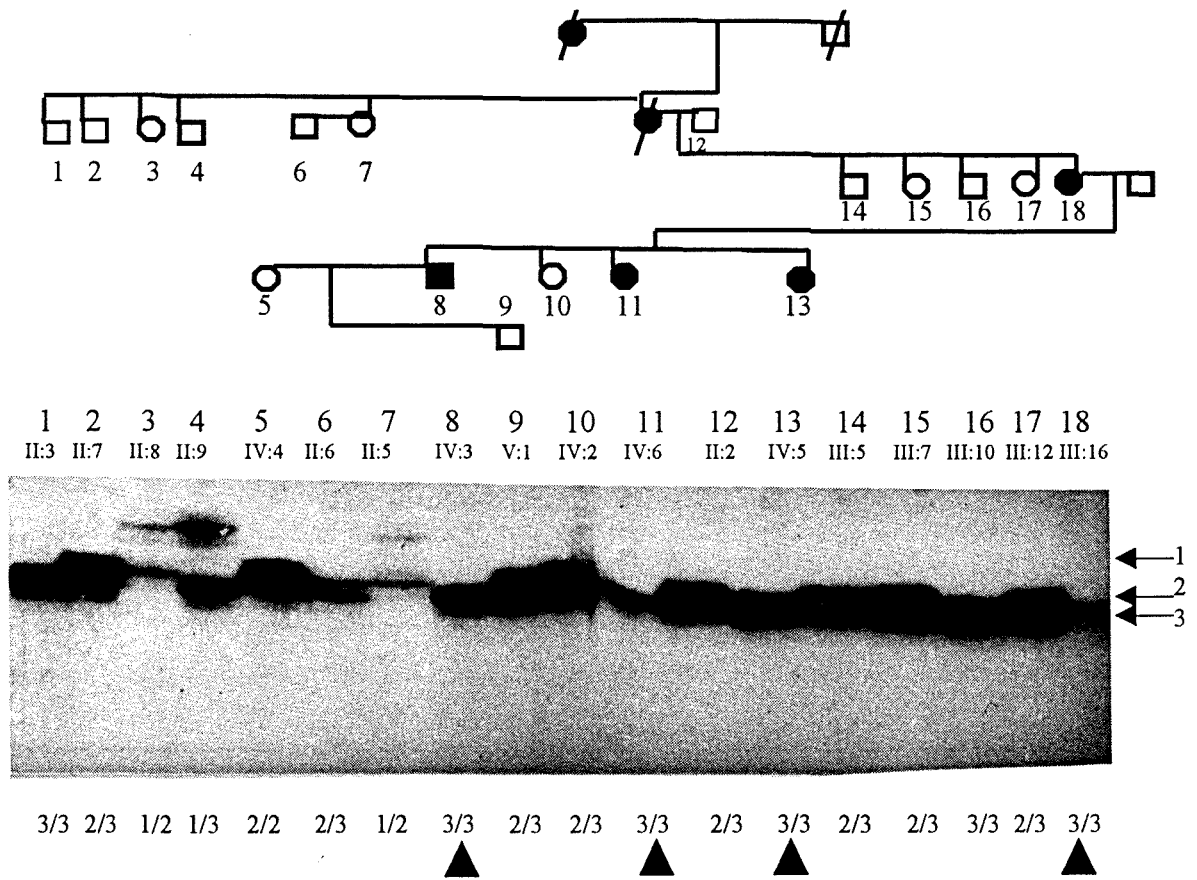 12
1 2 3 4 6 7
14 15 16 17 18
5 8 9 10 11 13
1 2 3 4 5 6 7 8 9 10 11 12 13 14 15 16 17 18
II:3 II:7 II:8 II:9 IV:4 II:6 II:5 IV:3 V:1 IV:2 IV:6 II:2 IV:5 III:5 III:7 III:10 III:12 III:16
1
2
3
3/3 2/3 1/2 1/3 2/2 2/3 1/2 3/3 2/3 2/3 3/3 2/3 3/3 2/3 2/3 3/3 2/3 3/3